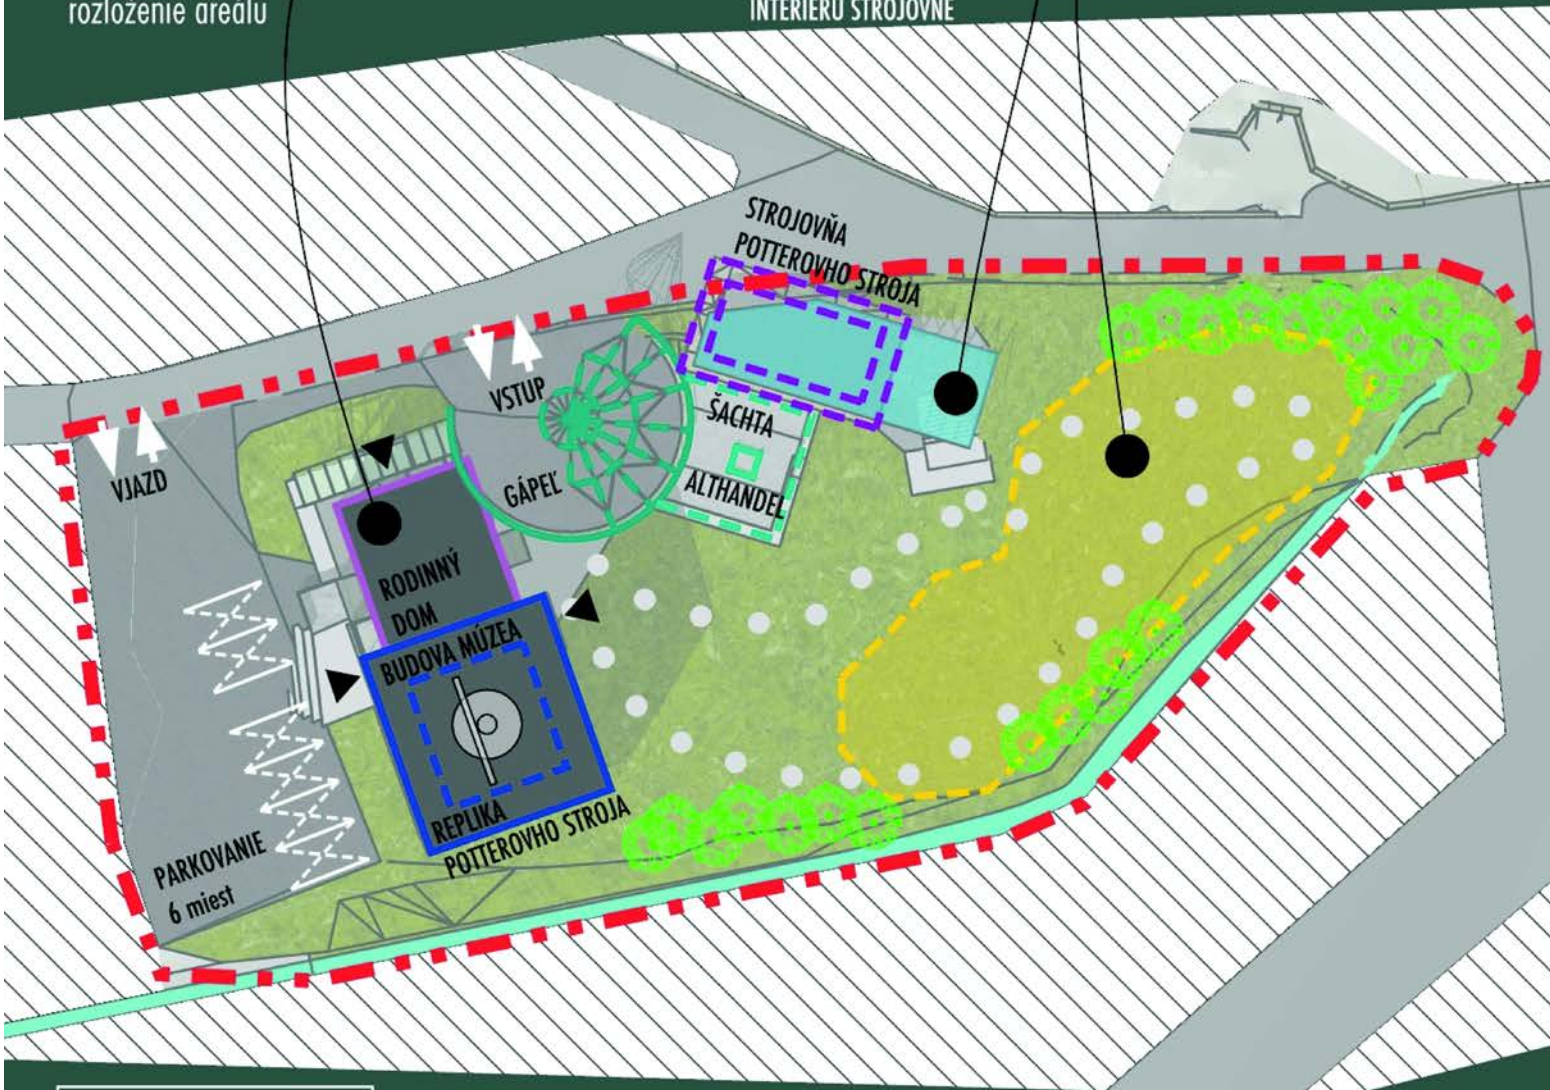 rozloženie areálu
INTERIÉRU STROJOVNE
STROJOVŇA
POTTEROVHO STROJA
VSTUP
ŠACHTA
VJAZD
GÁPEĽ
ALTHANDEL
RODINNÝ
DOM
BUDOVA MÚZEA
REPLIKA
POTTEROVHO STROJA
PARKOVANIE
6 miest